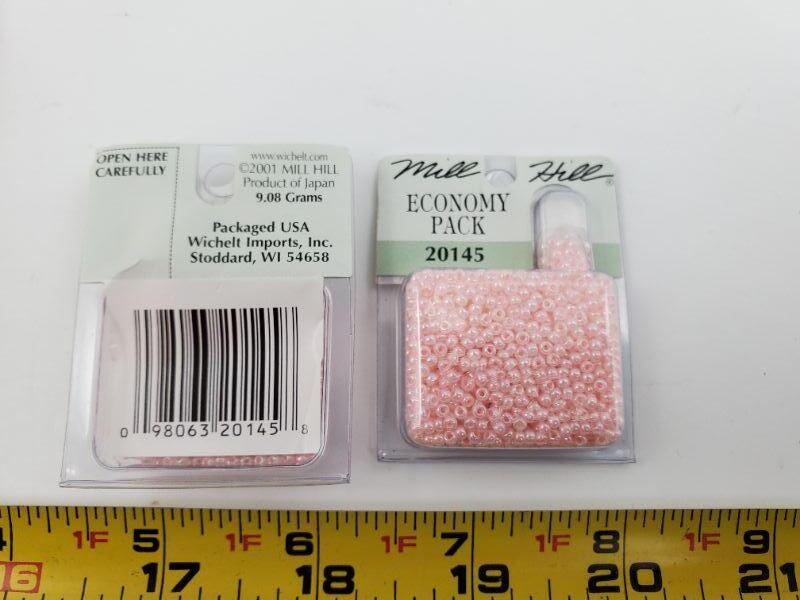 OPEN HERE
CAREFULLY
www.wichelt.com
©2001 MILL HILL
Product of Japan
9.08 Grams
Packaged USA
Wichelt Imports, Inc.
Stoddard, WI 54658
0 98063 20145 8
Mill Hill®
ECONOMY
PACK
20145
4 1F 5 1F 6 1F 7 1F 8 1F 9
16 17 18 19 20 21